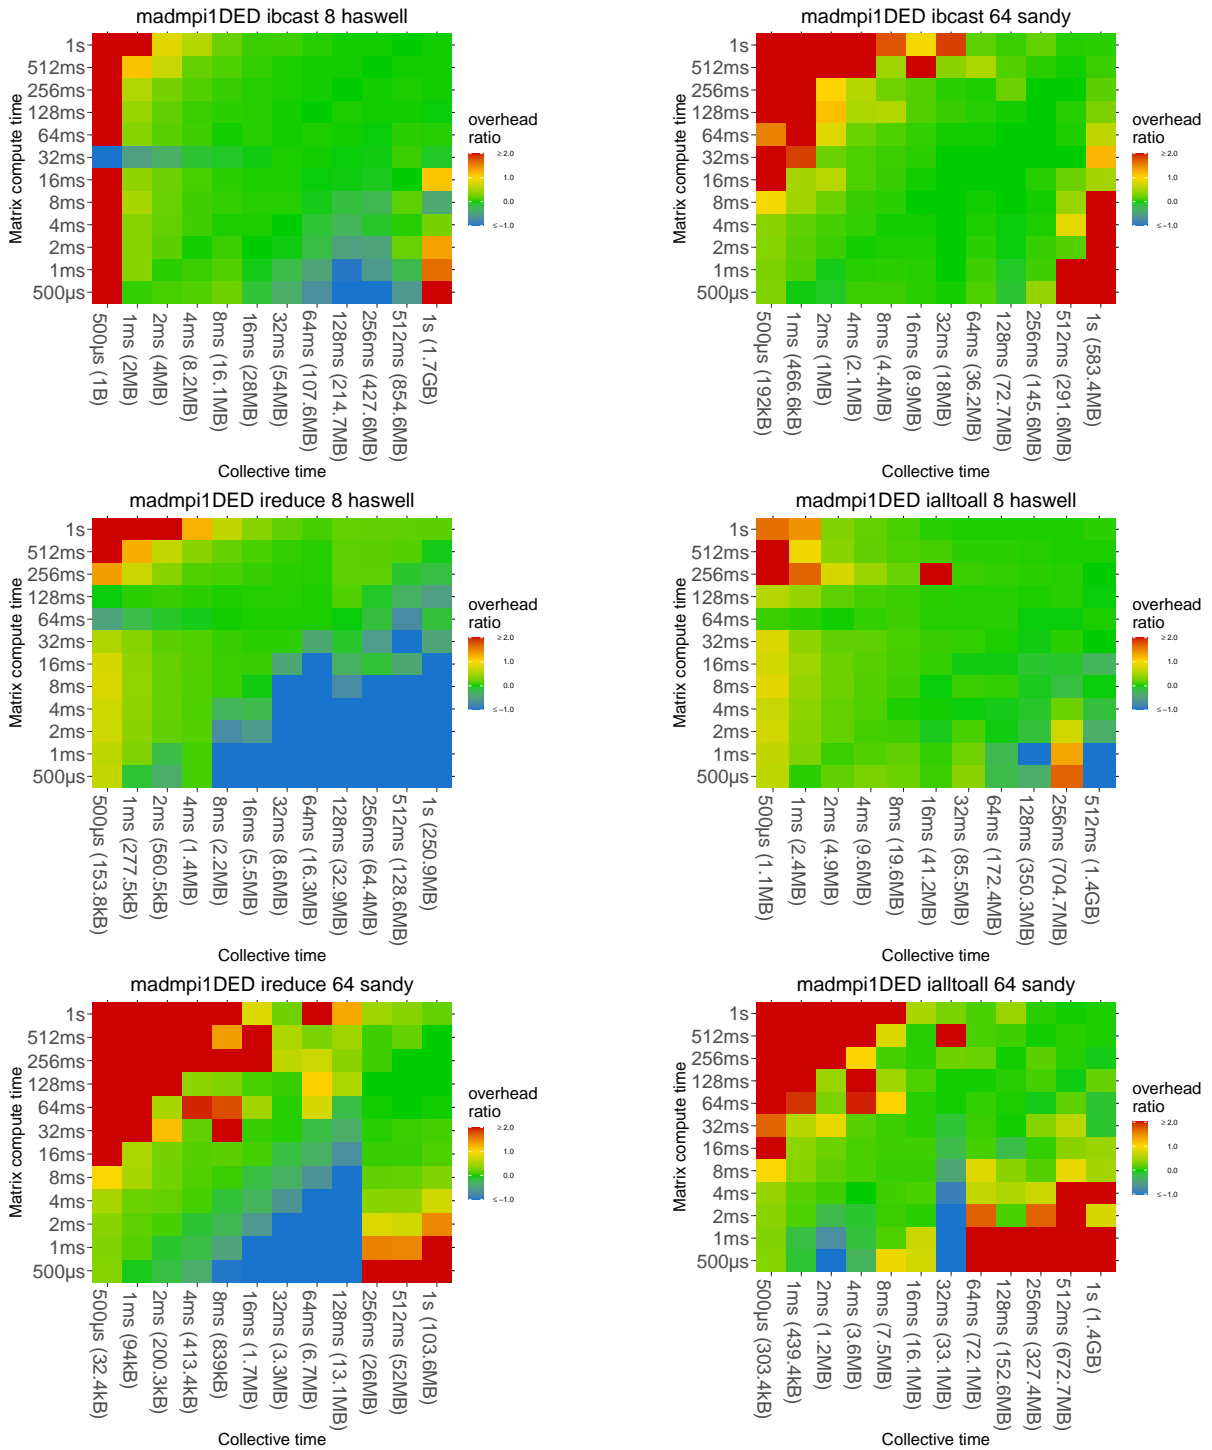 madmpi1DED ibcast 8 haswell
Matrix compute time
1s
512ms
256ms
128ms
64ms
32ms
16ms
8ms
4ms
2ms
1ms
500µs
500µs (1B)
1ms (2MB)
2ms (4MB)
4ms (8.2MB)
8ms (16.1MB)
16ms (28MB)
32ms (54MB)
64ms (107.6MB)
128ms (214.7MB)
256ms (427.6MB)
512ms (854.6MB)
1s (1.7GB)
Collective time
overhead
ratio
≥ 2.0
1.0
0.0
≤ −1.0
madmpi1DED ibcast 64 sandy
Matrix compute time
1s
512ms
256ms
128ms
64ms
32ms
16ms
8ms
4ms
2ms
1ms
500µs
500µs (192kB)
1ms (466.6kB)
2ms (1MB)
4ms (2.1MB)
8ms (4.4MB)
16ms (8.9MB)
32ms (18MB)
64ms (36.2MB)
128ms (72.7MB)
256ms (145.6MB)
512ms (291.6MB)
1s (583.4MB)
Collective time
overhead
ratio
≥ 2.0
1.0
0.0
≤ −1.0
madmpi1DED ireduce 8 haswell
Matrix compute time
1s
512ms
256ms
128ms
64ms
32ms
16ms
8ms
4ms
2ms
1ms
500µs
500µs (153.8kB)
1ms (277.5kB)
2ms (560.5kB)
4ms (1.4MB)
8ms (2.2MB)
16ms (5.5MB)
32ms (8.6MB)
64ms (16.3MB)
128ms (32.9MB)
256ms (64.4MB)
512ms (128.6MB)
1s (250.9MB)
Collective time
overhead
ratio
≥ 2.0
1.0
0.0
≤ −1.0
madmpi1DED ialltoall 8 haswell
Matrix compute time
1s
512ms
256ms
128ms
64ms
32ms
16ms
8ms
4ms
2ms
1ms
500µs
500µs (1.1MB)
1ms (2.4MB)
2ms (4.9MB)
4ms (9.6MB)
8ms (19.6MB)
16ms (41.2MB)
32ms (85.5MB)
64ms (172.4MB)
128ms (350.3MB)
256ms (704.7MB)
512ms (1.4GB)
Collective time
overhead
ratio
≥ 2.0
1.0
0.0
≤ −1.0
madmpi1DED ireduce 64 sandy
Matrix compute time
1s
512ms
256ms
128ms
64ms
32ms
16ms
8ms
4ms
2ms
1ms
500µs
500µs (32.4kB)
1ms (94kB)
2ms (200.3kB)
4ms (413.4kB)
8ms (839kB)
16ms (1.7MB)
32ms (3.3MB)
64ms (6.7MB)
128ms (13.1MB)
256ms (26MB)
512ms (52MB)
1s (103.6MB)
Collective time
overhead
ratio
≥ 2.0
1.0
0.0
≤ −1.0
madmpi1DED ialltoall 64 sandy
Matrix compute time
1s
512ms
256ms
128ms
64ms
32ms
16ms
8ms
4ms
2ms
1ms
500µs
500µs (303.4kB)
1ms (439.4kB)
2ms (1.2MB)
4ms (3.6MB)
8ms (7.5MB)
16ms (16.1MB)
32ms (33.1MB)
64ms (72.1MB)
128ms (152.6MB)
256ms (327.4MB)
512ms (672.7MB)
1s (1.4GB)
Collective time
overhead
ratio
≥ 2.0
1.0
0.0
≤ −1.0